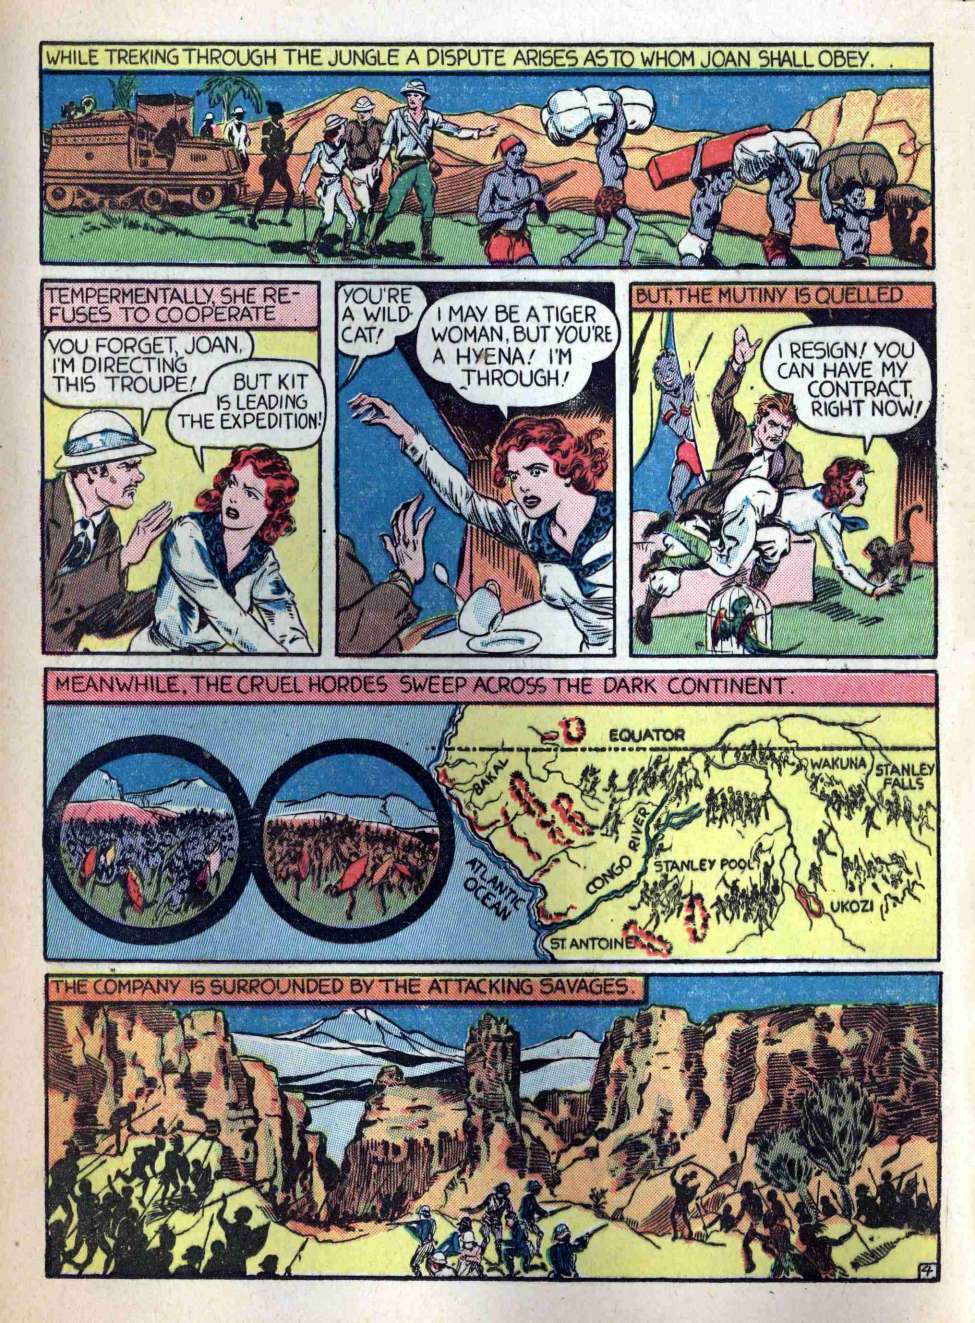 WHILE TREKING THROUGH THE JUNGLE A DISPUTE ARISES AS TO WHOM JOAN SHALL OBEY. . .
TEMPERMENTALLY, SHE RE-
FUSES TO COOPERATE
YOU FORGET, JOAN,
I'M DIRECTING
THIS TROUPE!
BUT KIT
IS LEADING
THE EXPEDITION!
YOU'RE
A WILD-
CAT!
I MAY BE A TIGER
WOMAN, BUT YOU'RE
A HYENA! I'M
THROUGH!
BUT, THE MUTINY IS QUELLED
I RESIGN! YOU
CAN HAVE MY
CONTRACT,
RIGHT NOW!
MEANWHILE, THE CRUEL HORDES SWEEP ACROSS THE DARK CONTINENT.
EQUATOR
BAKAL
WAKUNA
STANLEY
FALLS
CONGO RIVER
STANLEY POOL
ATLANTIC
OCEAN
UKOZI
ST ANTOINE
THE COMPANY IS SURROUNDED BY THE ATTACKING SAVAGES.
4